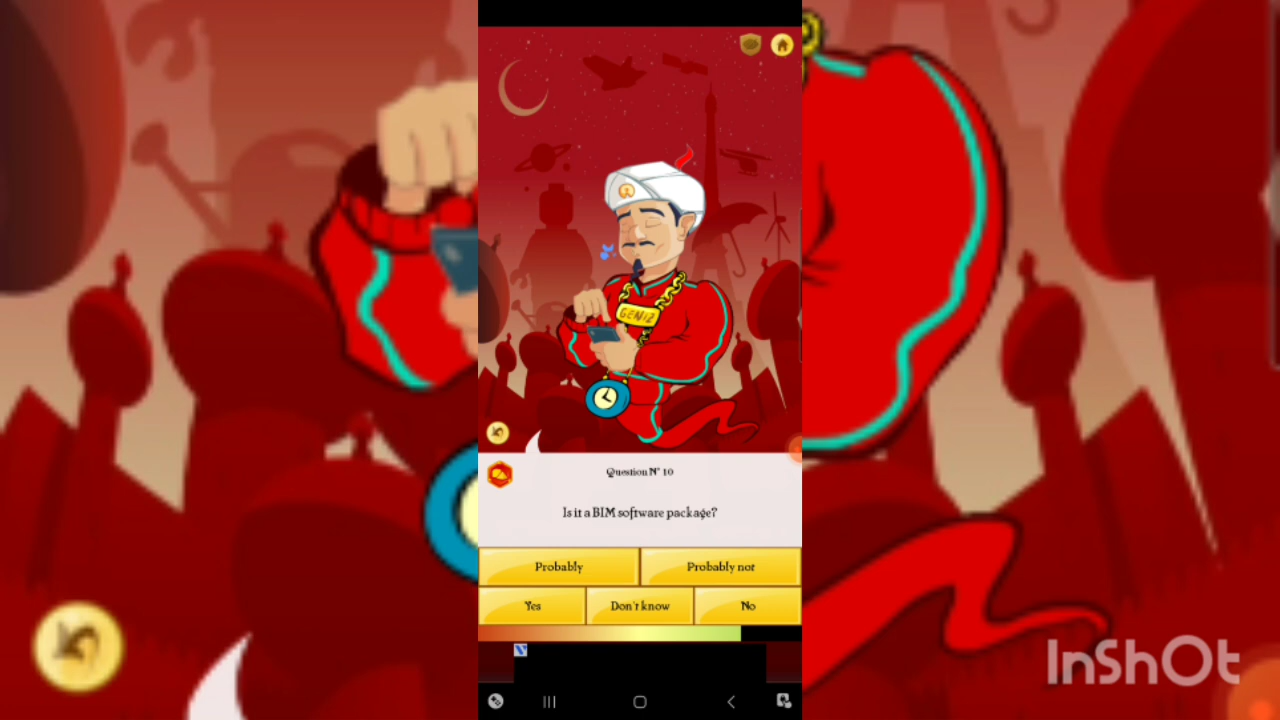 GENIZ
Question N° 10
Is it a BIM software package?
Probably
Probably not
Yes
Don't know
No
InShOt